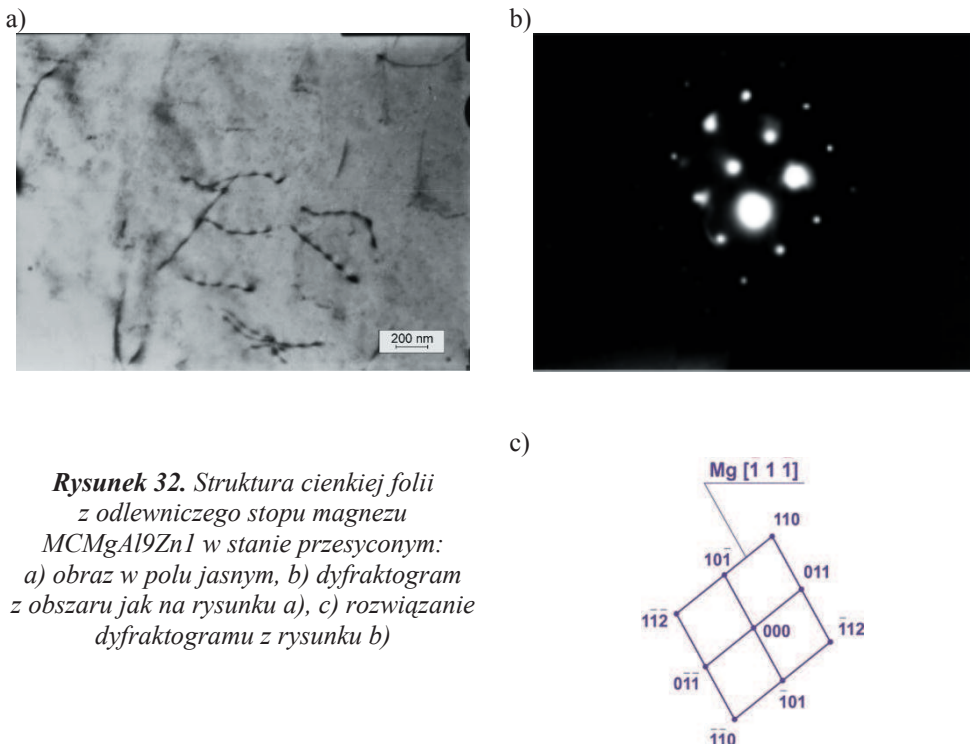 a)
b)
200 nm
c)
Rysunek 32. Struktura cienkiej folii
z odlewniczego stopu magnezu
MCMgAl9Zn1 w stanie przesyconym:
a) obraz w polu jasnym, b) dyfraktogram
z obszaru jak na rysunku a), c) rozwiązanie
dyfraktogramu z rysunku b)
Mg [1̄ 1 1̄]
110
101̄
011
11̄2̄
000
1̄12
01̄1̄
1̄01
1̄1̄0